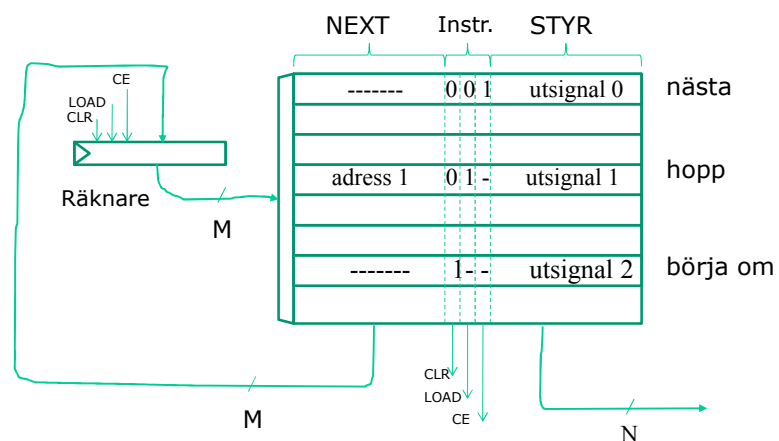 NEXT Instr. STYR
CE
LOAD
CLR
Räknare
M
------- 0 0 1 utsignal 0 nästa
adress 1 0 1 - utsignal 1 hopp
------- 1 - - utsignal 2 börja om
CLR
LOAD
CE
M
N